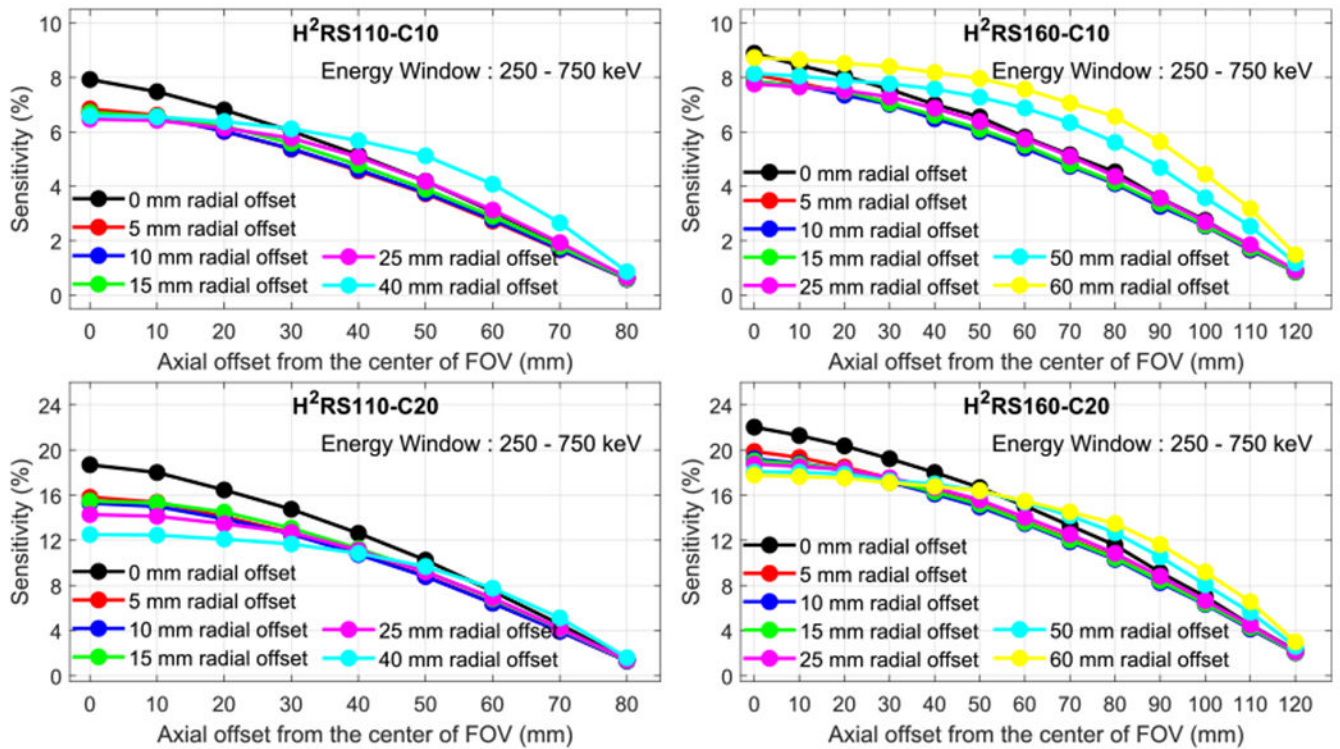 H²RS110-C10
Energy Window : 250 - 750 keV
Sensitivity (%)
10
8
6
4
2
0
0 mm radial offset
5 mm radial offset
10 mm radial offset
15 mm radial offset
25 mm radial offset
40 mm radial offset
0 10 20 30 40 50 60 70 80
Axial offset from the center of FOV (mm)
H²RS160-C10
Energy Window : 250 - 750 keV
Sensitivity (%)
10
8
6
4
2
0
0 mm radial offset
5 mm radial offset
10 mm radial offset
15 mm radial offset
25 mm radial offset
50 mm radial offset
60 mm radial offset
0 10 20 30 40 50 60 70 80 90 100 110 120
Axial offset from the center of FOV (mm)
H²RS110-C20
Energy Window : 250 - 750 keV
Sensitivity (%)
24
20
16
12
8
4
0
0 mm radial offset
5 mm radial offset
10 mm radial offset
15 mm radial offset
25 mm radial offset
40 mm radial offset
0 10 20 30 40 50 60 70 80
Axial offset from the center of FOV (mm)
H²RS160-C20
Energy Window : 250 - 750 keV
Sensitivity (%)
24
20
16
12
8
4
0
0 mm radial offset
5 mm radial offset
10 mm radial offset
15 mm radial offset
25 mm radial offset
50 mm radial offset
60 mm radial offset
0 10 20 30 40 50 60 70 80 90 100 110 120
Axial offset from the center of FOV (mm)